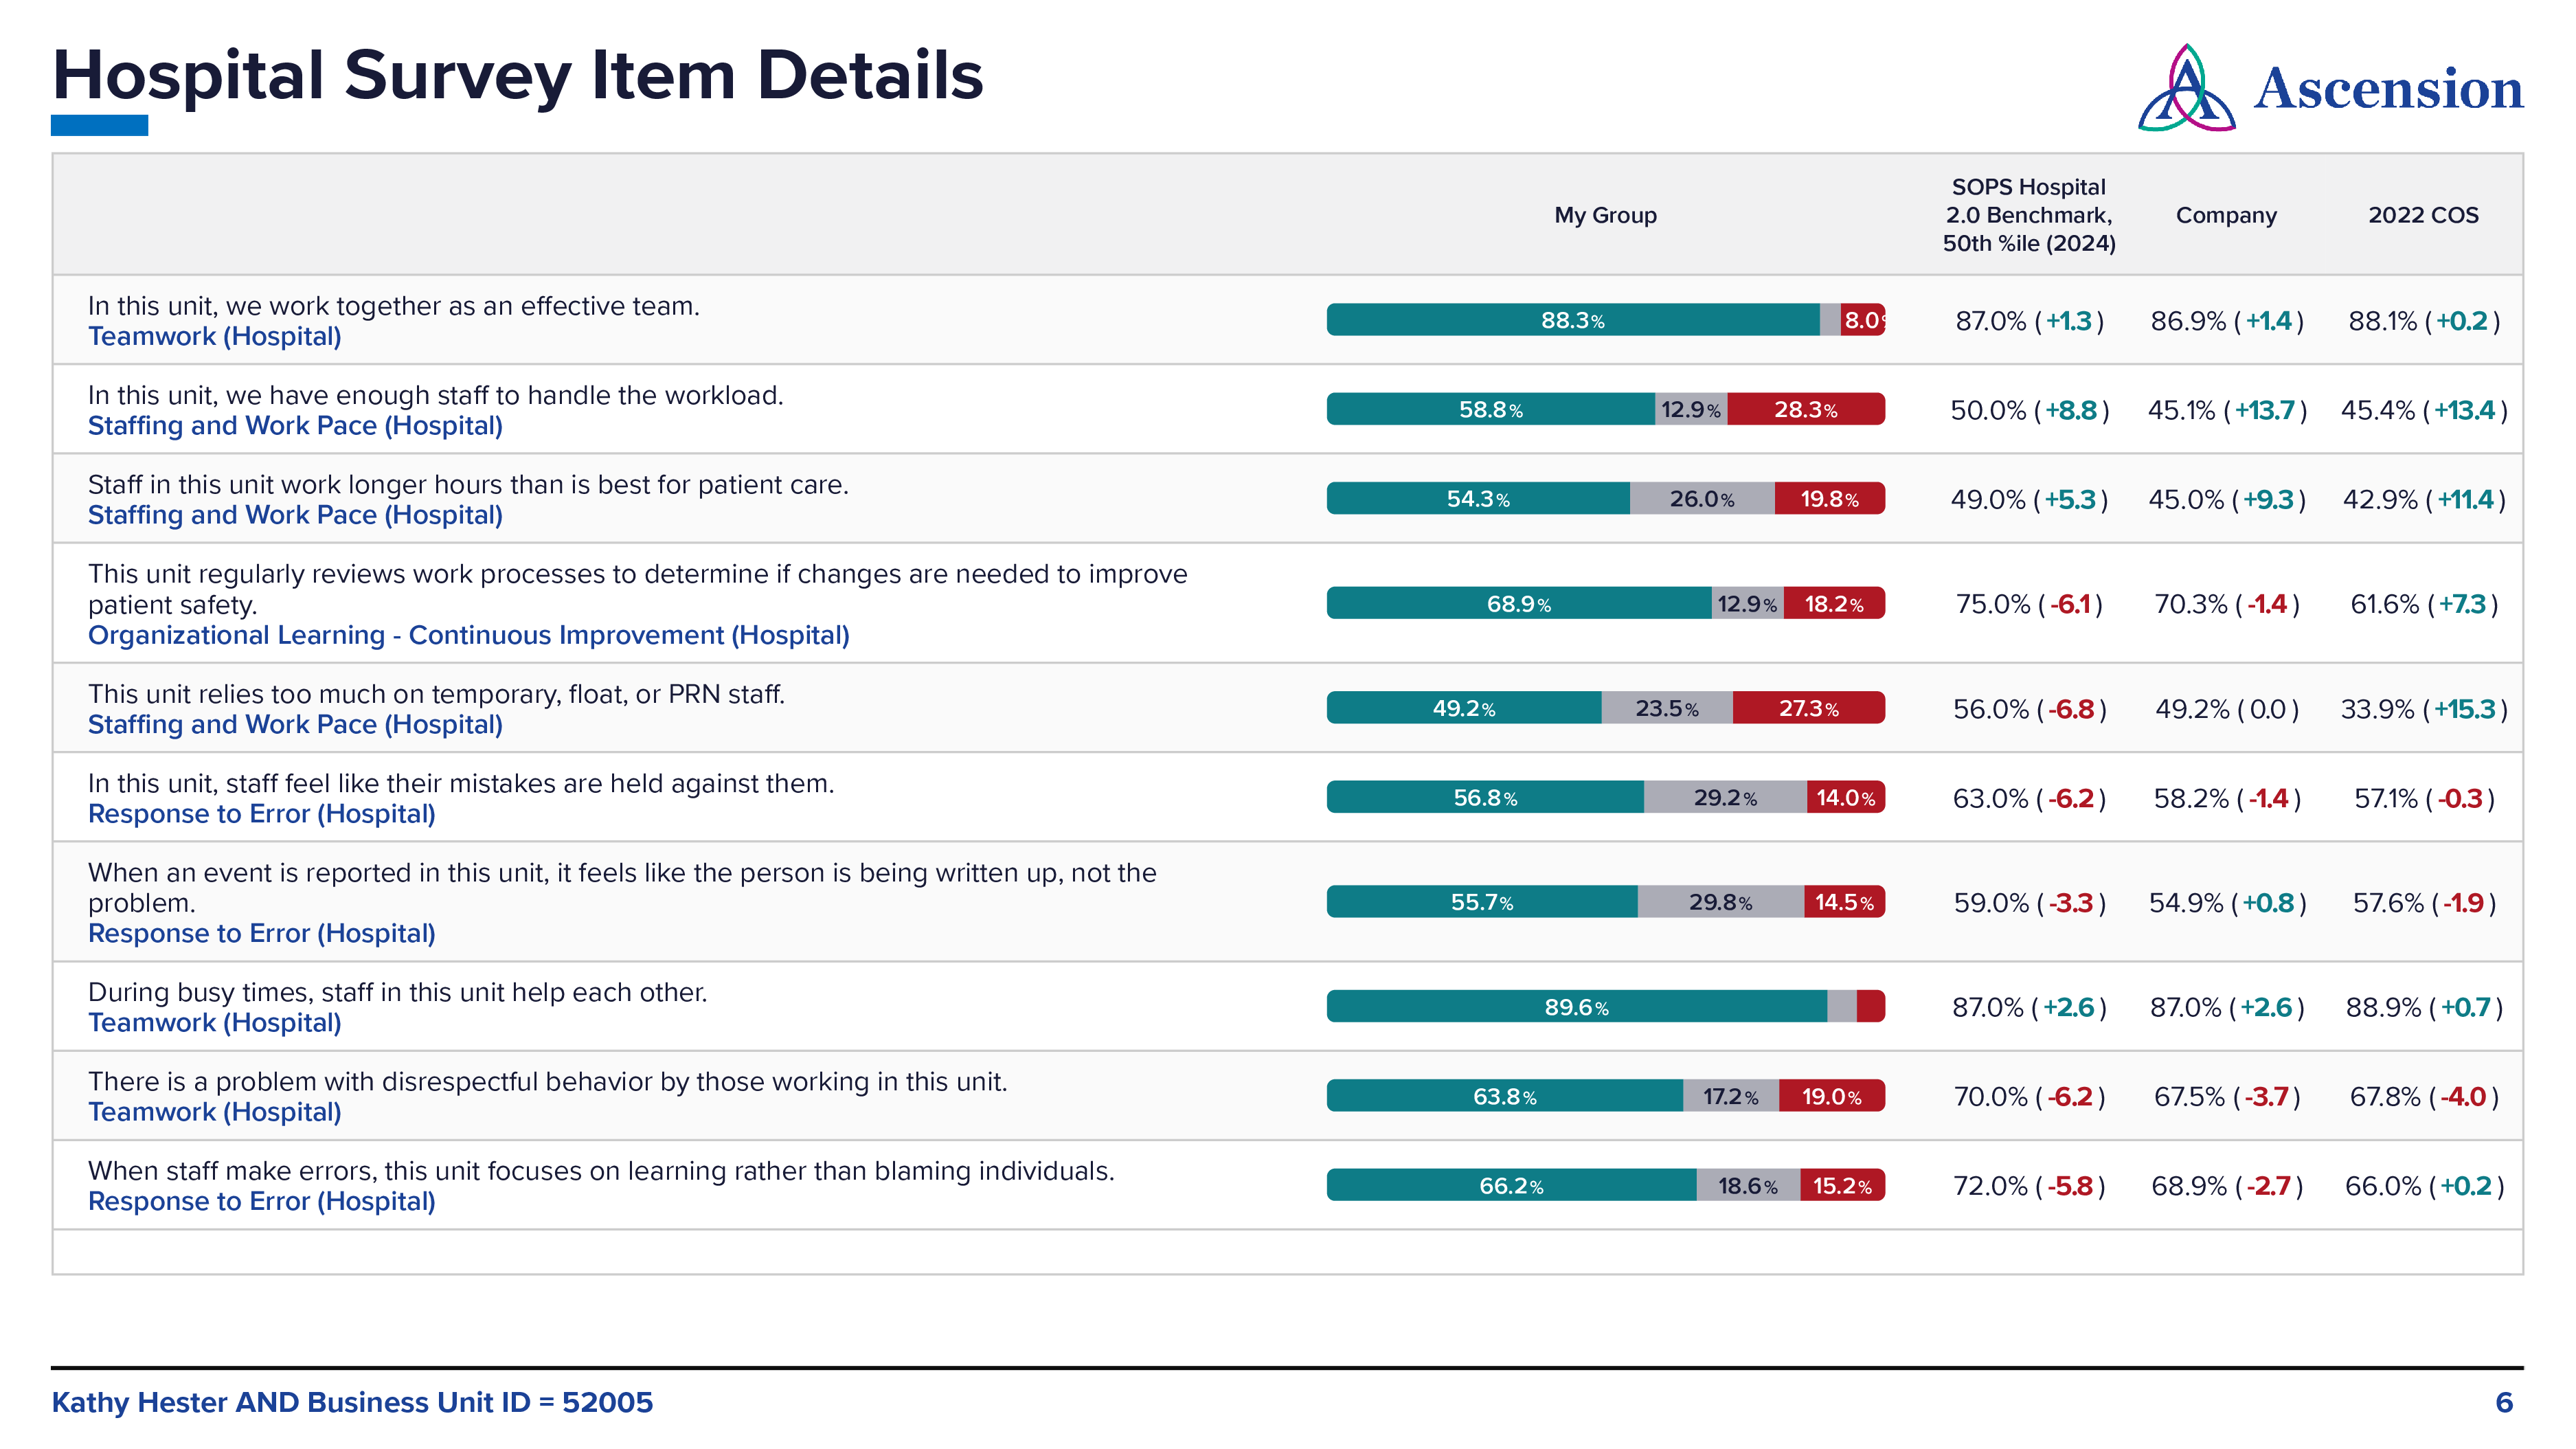 Hospital Survey Item Details
Ascension
My Group
SOPS Hospital
2.0 Benchmark,
50th %ile (2024)
Company
2022 COS
In this unit, we work together as an effective team.
Teamwork (Hospital)
88.3% 8.0% 87.0% ( +1.3 ) 86.9% ( +1.4 ) 88.1% ( +0.2 )
In this unit, we have enough staff to handle the workload.
Staffing and Work Pace (Hospital)
58.8% 12.9% 28.3% 50.0% ( +8.8 ) 45.1% ( +13.7 ) 45.4% ( +13.4 )
Staff in this unit work longer hours than is best for patient care.
Staffing and Work Pace (Hospital)
54.3% 26.0% 19.8% 49.0% ( +5.3 ) 45.0% ( +9.3 ) 42.9% ( +11.4 )
This unit regularly reviews work processes to determine if changes are needed to improve
patient safety.
Organizational Learning - Continuous Improvement (Hospital)
68.9% 12.9% 18.2% 75.0% ( -6.1 ) 70.3% ( -1.4 ) 61.6% ( +7.3 )
This unit relies too much on temporary, float, or PRN staff.
Staffing and Work Pace (Hospital)
49.2% 23.5% 27.3% 56.0% ( -6.8 ) 49.2% ( 0.0 ) 33.9% ( +15.3 )
In this unit, staff feel like their mistakes are held against them.
Response to Error (Hospital)
56.8% 29.2% 14.0% 63.0% ( -6.2 ) 58.2% ( -1.4 ) 57.1% ( -0.3 )
When an event is reported in this unit, it feels like the person is being written up, not the
problem.
Response to Error (Hospital)
55.7% 29.8% 14.5% 59.0% ( -3.3 ) 54.9% ( +0.8 ) 57.6% ( -1.9 )
During busy times, staff in this unit help each other.
Teamwork (Hospital)
89.6% 87.0% ( +2.6 ) 87.0% ( +2.6 ) 88.9% ( +0.7 )
There is a problem with disrespectful behavior by those working in this unit.
Teamwork (Hospital)
63.8% 17.2% 19.0% 70.0% ( -6.2 ) 67.5% ( -3.7 ) 67.8% ( -4.0 )
When staff make errors, this unit focuses on learning rather than blaming individuals.
Response to Error (Hospital)
66.2% 18.6% 15.2% 72.0% ( -5.8 ) 68.9% ( -2.7 ) 66.0% ( +0.2 )
Kathy Hester AND Business Unit ID = 52005
6